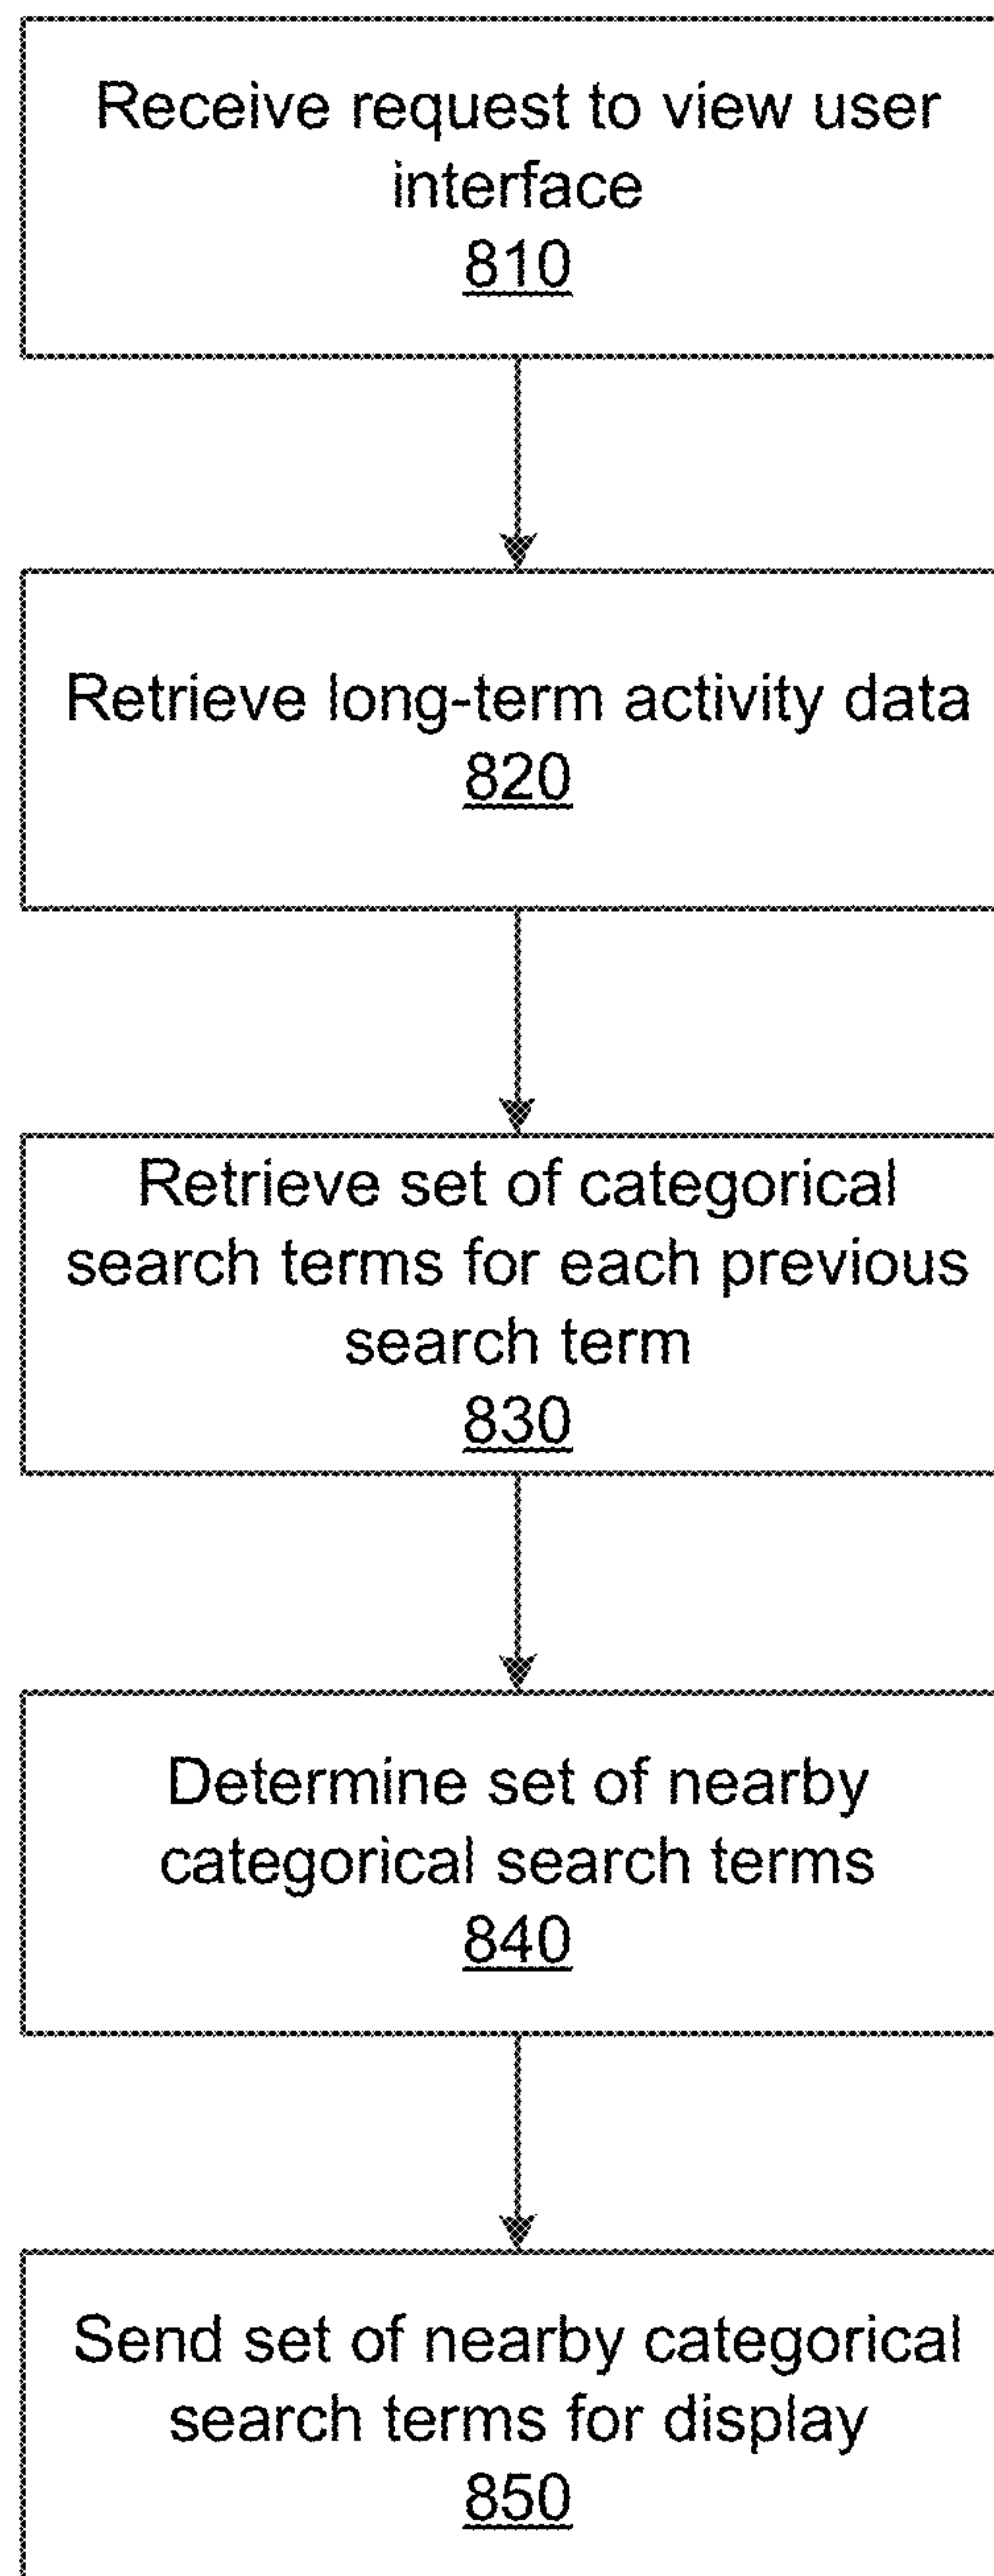 Receive request to view user
interface
810
Retrieve long-term activity data
820
Retrieve set of categorical
search terms for each previous
search term
830
Determine set of nearby
categorical search terms
840
Send set of nearby categorical
search terms for display
850